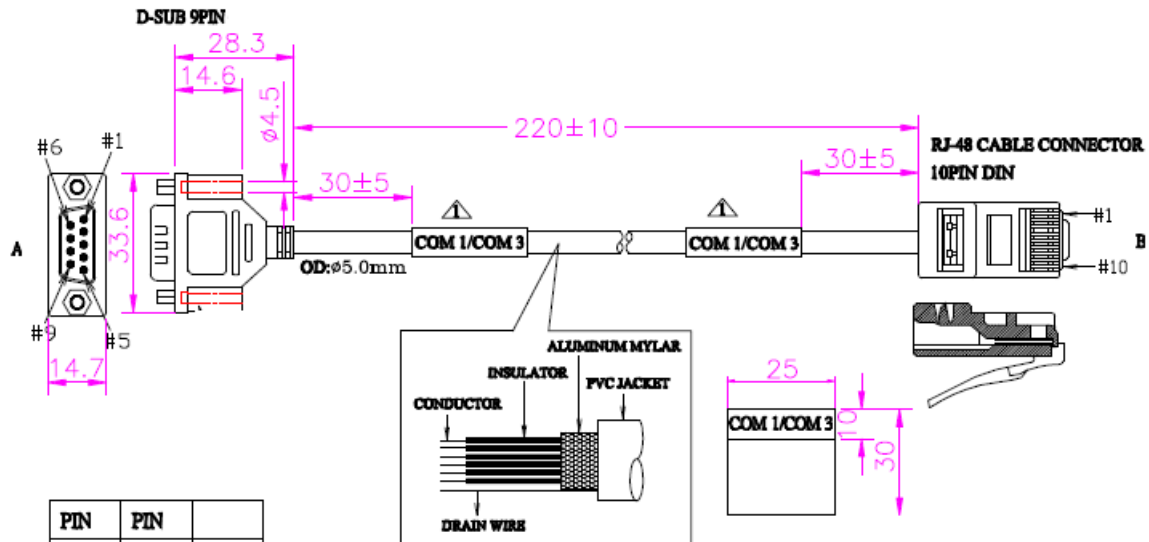 D-SUB 9PIN
28.3
14.6
ø4.5
220±10
RJ-48 CABLE CONNECTOR
10PIN DIN
#6
#1
30±5
30±5
1
1
#1
A
33.6
COM 1/COM 3
COM 1/COM 3
B
OD:ø5.0mm
#10
#9
#5
14.7
ALUMINUM MYLAR
INSULATOR
PVC JACKET
CONDUCTOR
DRAIN WIRE
25
COM 1/COM 3
10
30
PIN PIN